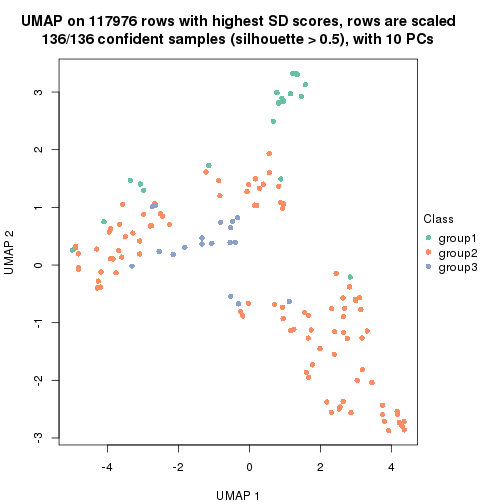 UMAP on 117976 rows with highest SD scores, rows are scaled
136/136 confident samples (silhouette > 0.5), with 10 PCs
3
2
1
0
-1
-2
-3
UMAP 2
-4
-2
0
2
4
UMAP 1
Class
group1
group2
group3